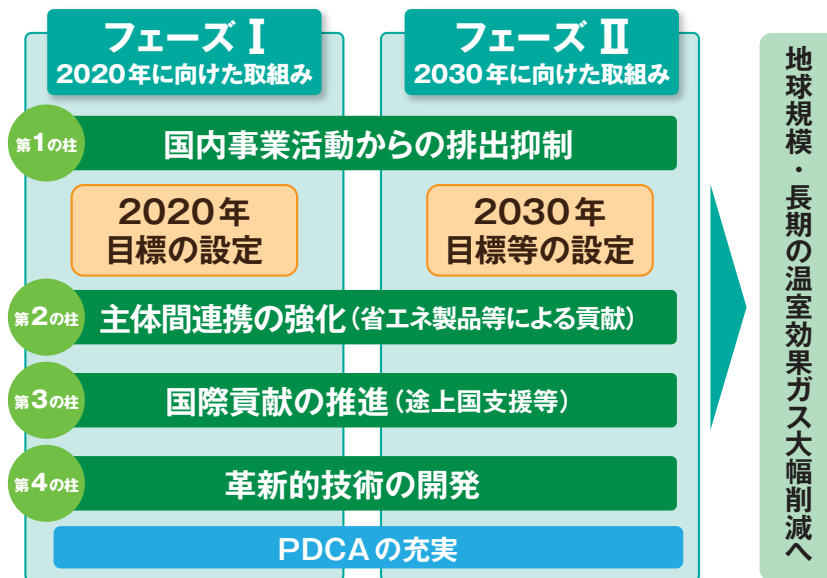 フェーズ Ⅰ
2020年に向けた取組み
フェーズ Ⅱ
2030年に向けた取組み
第1の柱
国内事業活動からの排出抑制
2020年
目標の設定
2030年
目標等の設定
第2の柱
主体間連携の強化(省エネ製品等による貢献)
第3の柱
国際貢献の推進(途上国支援等)
第4の柱
革新的技術の開発
PDCAの充実
地球規模・長期の温室効果ガス大幅削減へ